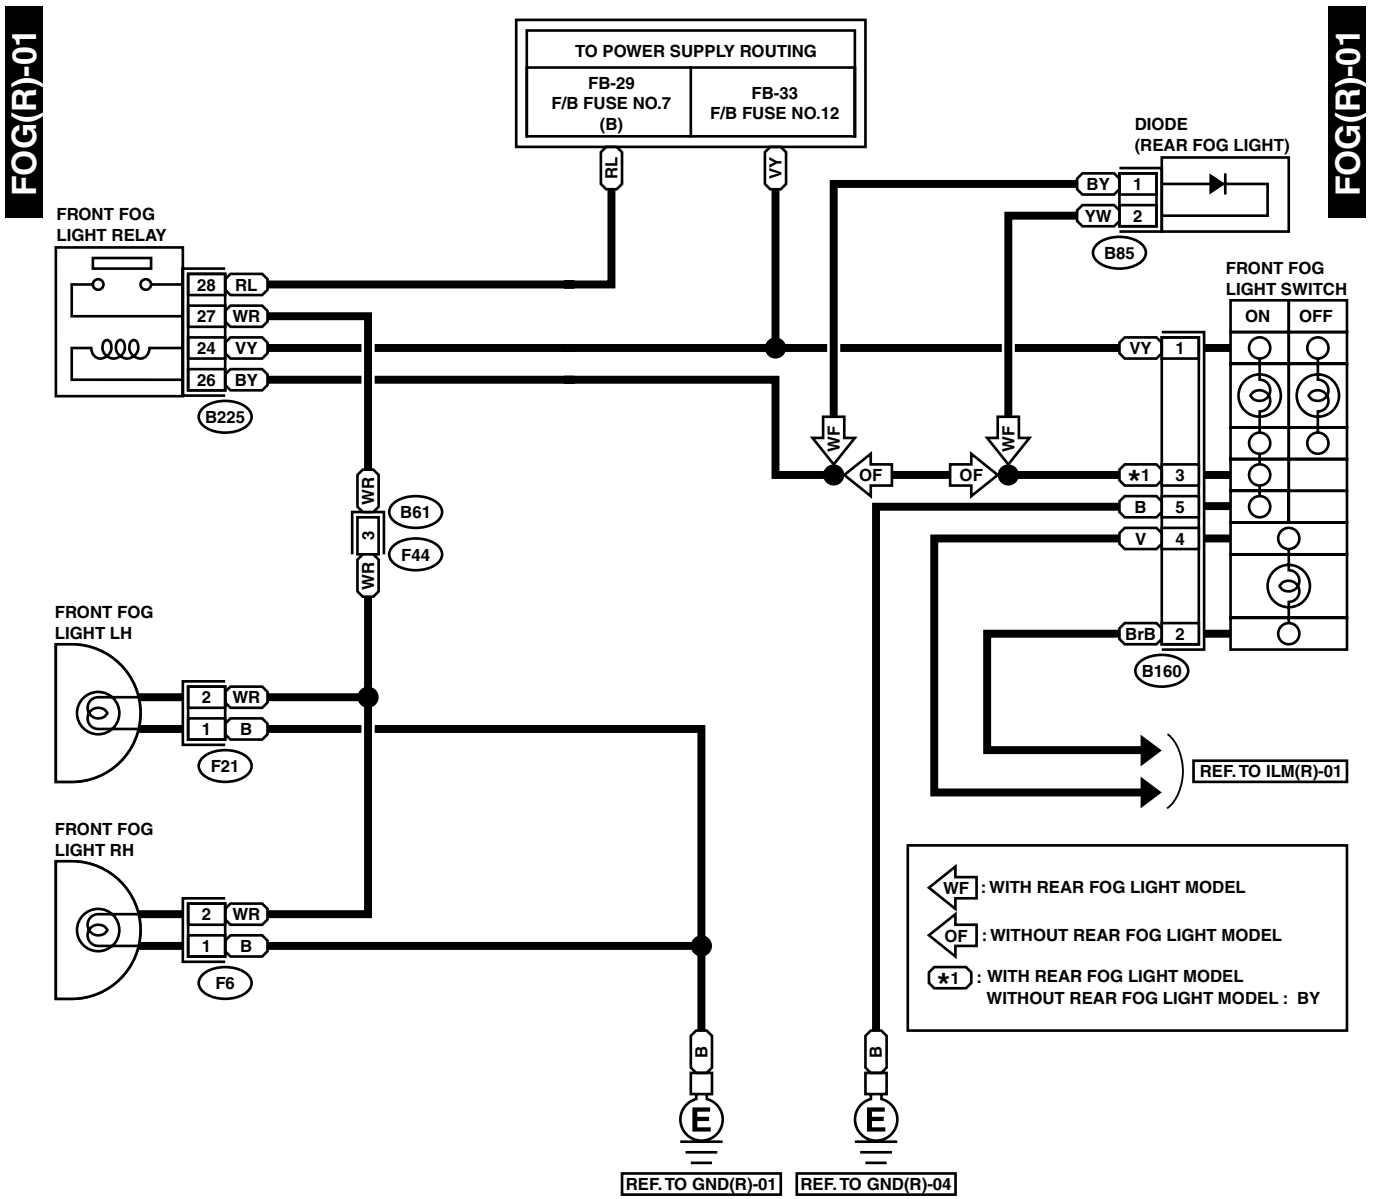 FOG(R)-01
FOG(R)-01
TO POWER SUPPLY ROUTING
FB-29
F/B FUSE NO.7
(B)
FB-33
F/B FUSE NO.12
RL
VY
DIODE
(REAR FOG LIGHT)
BY 1
YW 2
B85
FRONT FOG
LIGHT RELAY
28 RL
27 WR
24 VY
26 BY
B225
FRONT FOG
LIGHT SWITCH
ON OFF
VY 1
WF
WF
OF
OF
*1 3
B 5
V 4
BrB 2
B160
WR
B61
3
F44
WR
FRONT FOG
LIGHT LH
2 WR
1 B
F21
REF. TO ILM(R)-01
FRONT FOG
LIGHT RH
2 WR
1 B
F6
WF : WITH REAR FOG LIGHT MODEL
OF : WITHOUT REAR FOG LIGHT MODEL
*1 : WITH REAR FOG LIGHT MODEL
WITHOUT REAR FOG LIGHT MODEL : BY
B
B
E
E
REF. TO GND(R)-01
REF. TO GND(R)-04